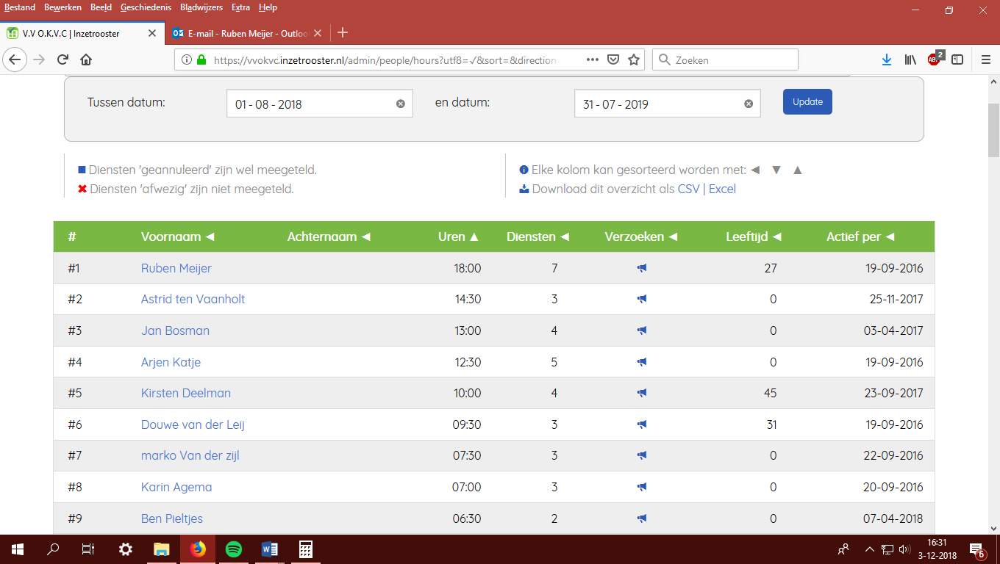 Bestand Bewerken Beeld Geschiedenis Bladwijzers Extra Help
V.V O.K.V.C | Inzetrooster E-mail - Ruben Meijer - Outloo
https://vvokvc.inzetrooster.nl/admin/people/hours?utf8=✓&sort=&direction Zoeken ABP 2
Tussen datum: 01 - 08 - 2018 en datum: 31 - 07 - 2019 Update
Diensten 'geannuleerd' zijn wel meegeteld. Elke kolom kan gesorteerd worden met: ◀ ▼ ▲
Diensten 'afwezig' zijn niet meegeteld. Download dit overzicht als CSV | Excel
# Voornaam ◀ Achternaam ◀ Uren ▲ Diensten ◀ Verzoeken ◀ Leeftijd ◀ Actief per ◀
#1 Ruben Meijer 18:00 7 27 19-09-2016
#2 Astrid ten Vaanholt 14:30 3 0 25-11-2017
#3 Jan Bosman 13:00 4 0 03-04-2017
#4 Arjen Katje 12:30 5 0 19-09-2016
#5 Kirsten Deelman 10:00 4 45 23-09-2017
#6 Douwe van der Leij 09:30 3 31 19-09-2016
#7 marko Van der zijl 07:30 3 0 22-09-2016
#8 Karin Agema 07:00 3 0 20-09-2016
#9 Ben Pieltjes 06:30 2 0 07-04-2018
16:31
3-12-2018 6